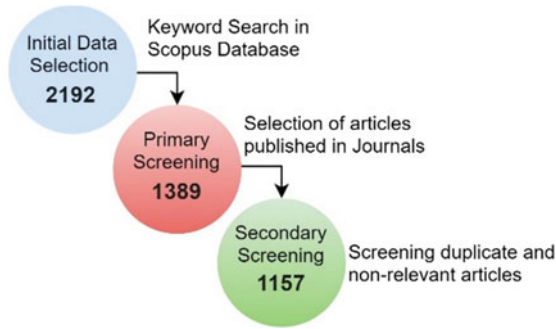 Initial Data
Selection
2192
Keyword Search in
Scopus Database
Primary
Screening
1389
Selection of articles
published in Journals
Secondary
Screening
1157
Screening duplicate and
non-relevant articles